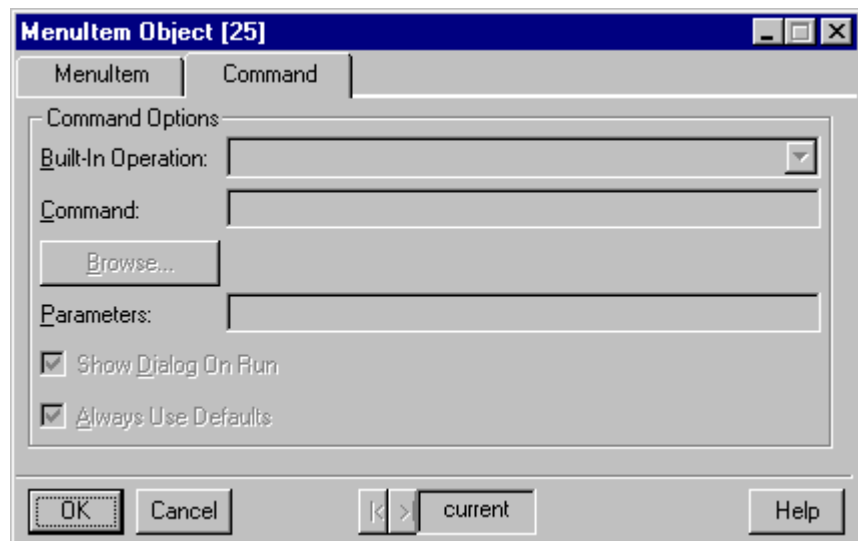 MenuItem Object [25]
MenuItem Command
Command Options
Built-In Operation:
Command:
Browse...
Parameters:
Show Dialog On Run
Always Use Defaults
OK Cancel current Help